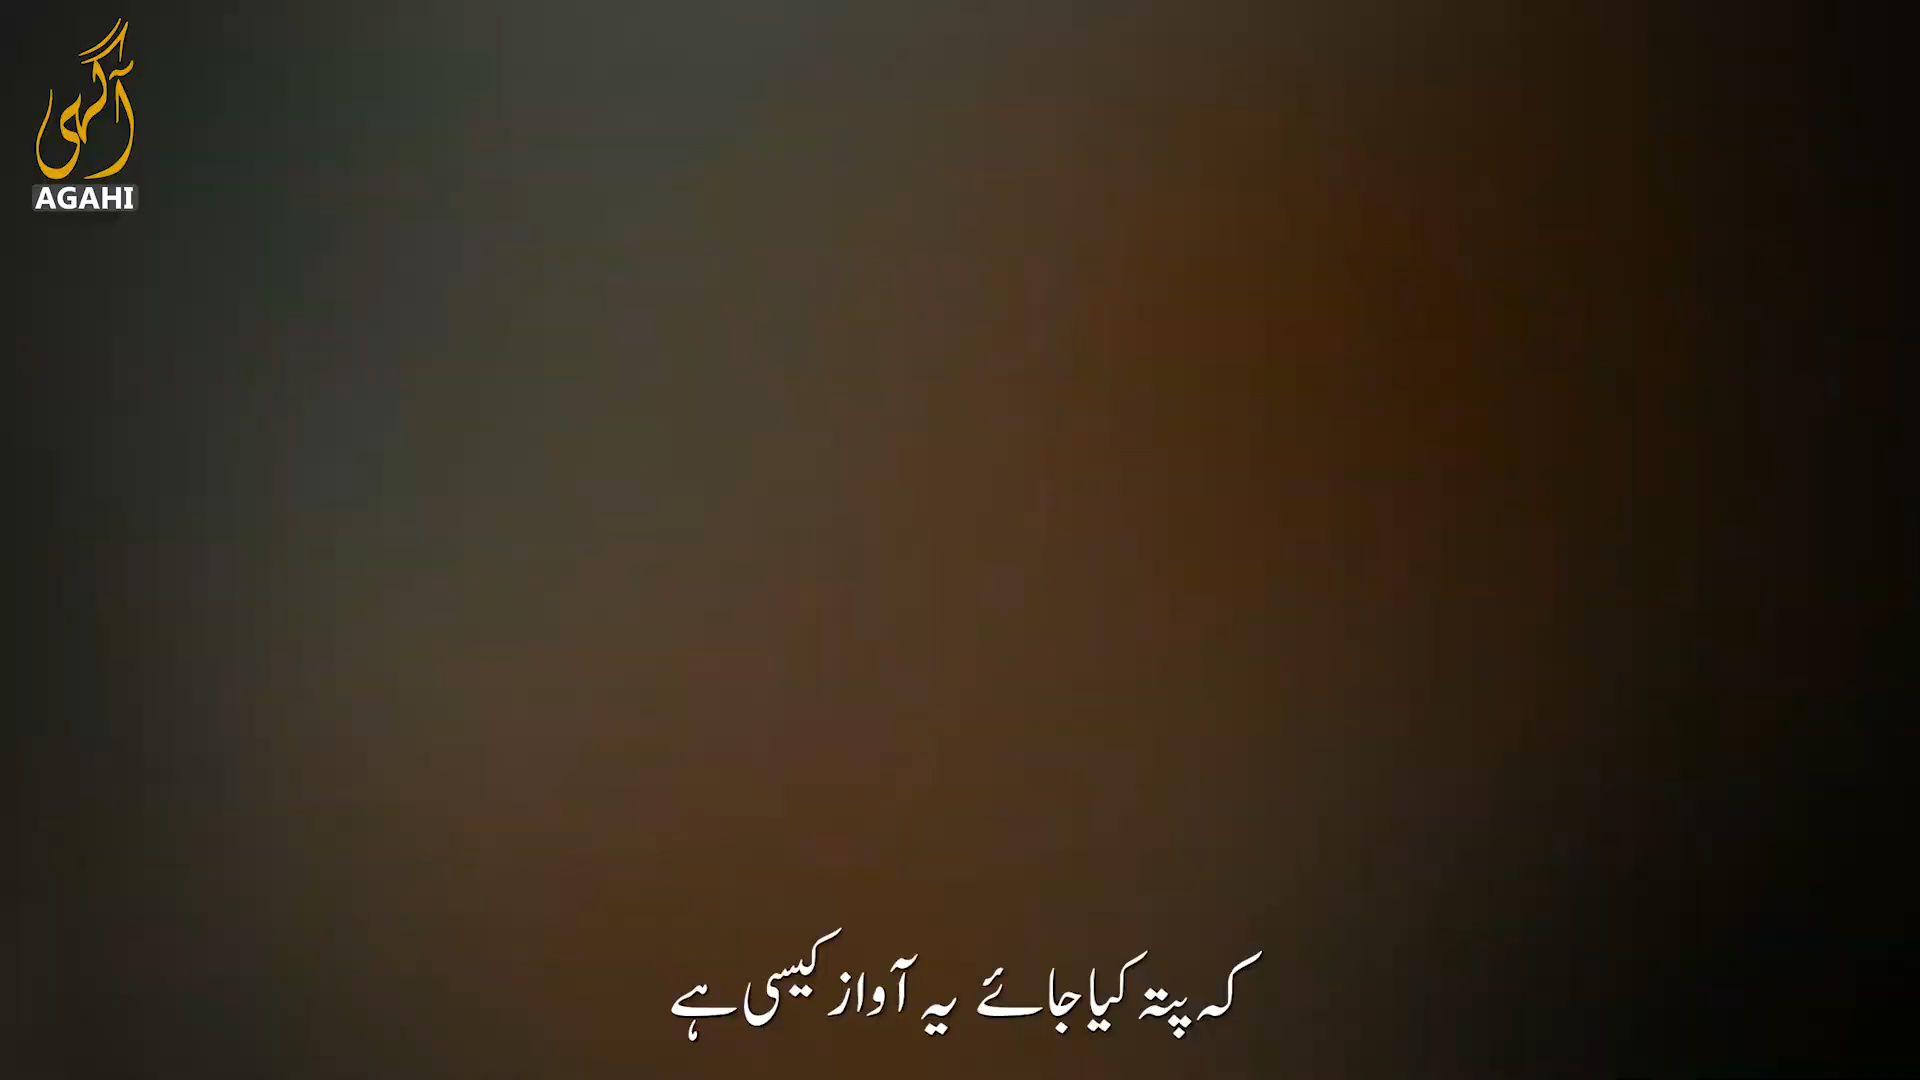 آگہی
AGAHI
کہ پتہ کیا جائے یہ آواز کیسی ہے